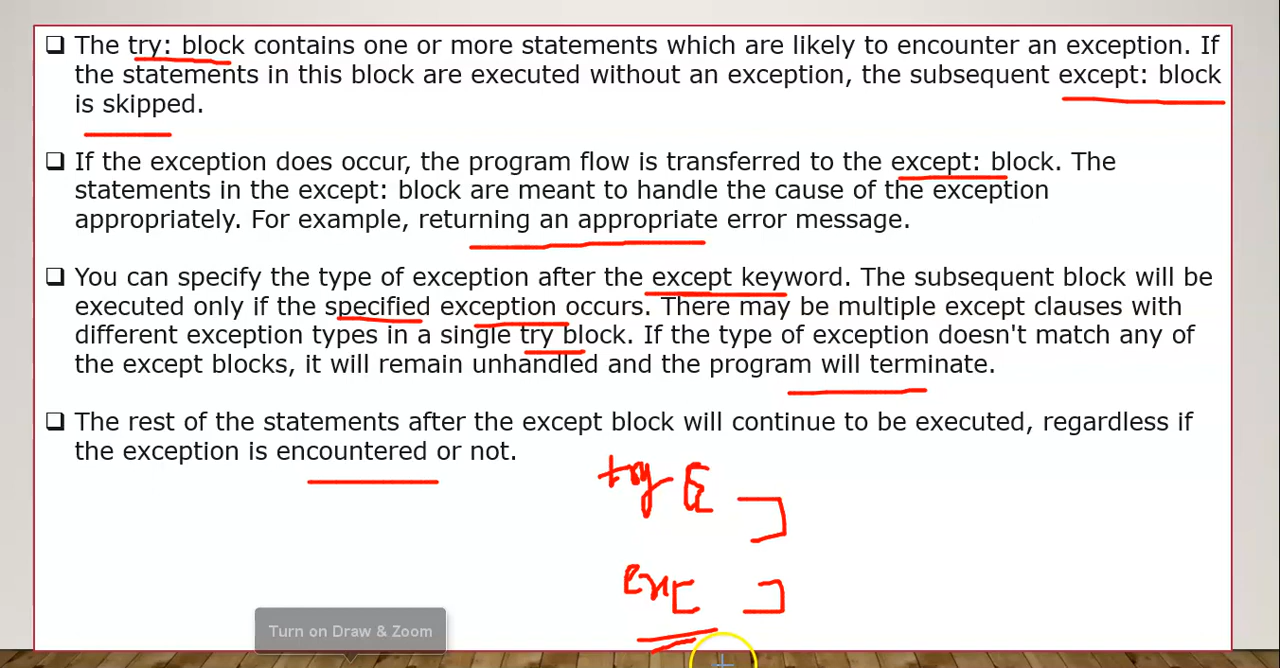 ❑ The try: block contains one or more statements which are likely to encounter an exception. If
the statements in this block are executed without an exception, the subsequent except: block
is skipped.
❑ If the exception does occur, the program flow is transferred to the except: block. The
statements in the except: block are meant to handle the cause of the exception
appropriately. For example, returning an appropriate error message.
❑ You can specify the type of exception after the except keyword. The subsequent block will be
executed only if the specified exception occurs. There may be multiple except clauses with
different exception types in a single try block. If the type of exception doesn't match any of
the except blocks, it will remain unhandled and the program will terminate.
❑ The rest of the statements after the except block will continue to be executed, regardless if
the exception is encountered or not.
try
Turn on Draw & Zoom